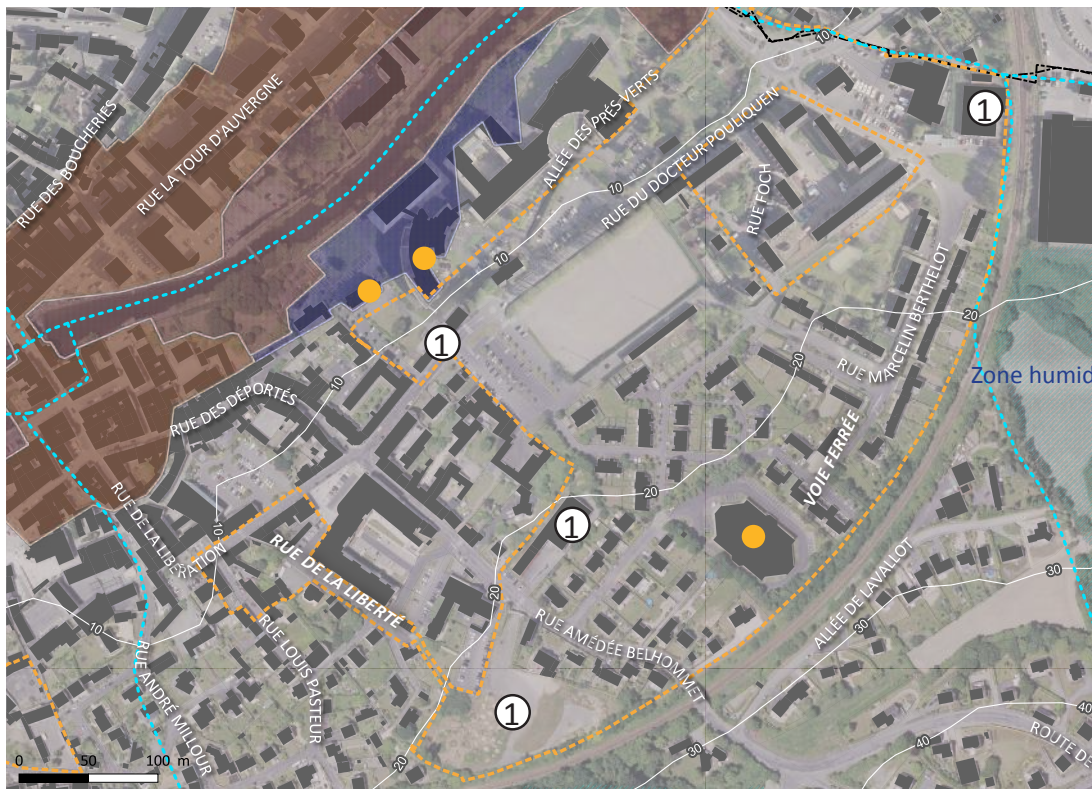 RUE DES BOUCHERIES
RUE LA TOUR D'AUVERGNE
ALLÉE DES PRÉS VERTS
10
1
RUE DU DOCTEUR POULIQUEN
10
RUE FOCH
10
RUE MARCELIN BERTHELOT
20
1
20
Zone humid
10
RUE DES DÉPORTÉS
VOIE FERRÉE
20
1
10
RUE DE LA LIBÉRATION
RUE DE LA LIBERTÉ
ALLÉE DE LAVALLOT
30
20
30
10
RUE AMÉDÉE BELHOMMET
RUE LOUIS PASTEUR
RUE ANDRÉ MILLOUR
1
40
30
40
ROUTE DE
20
0 50 100 m